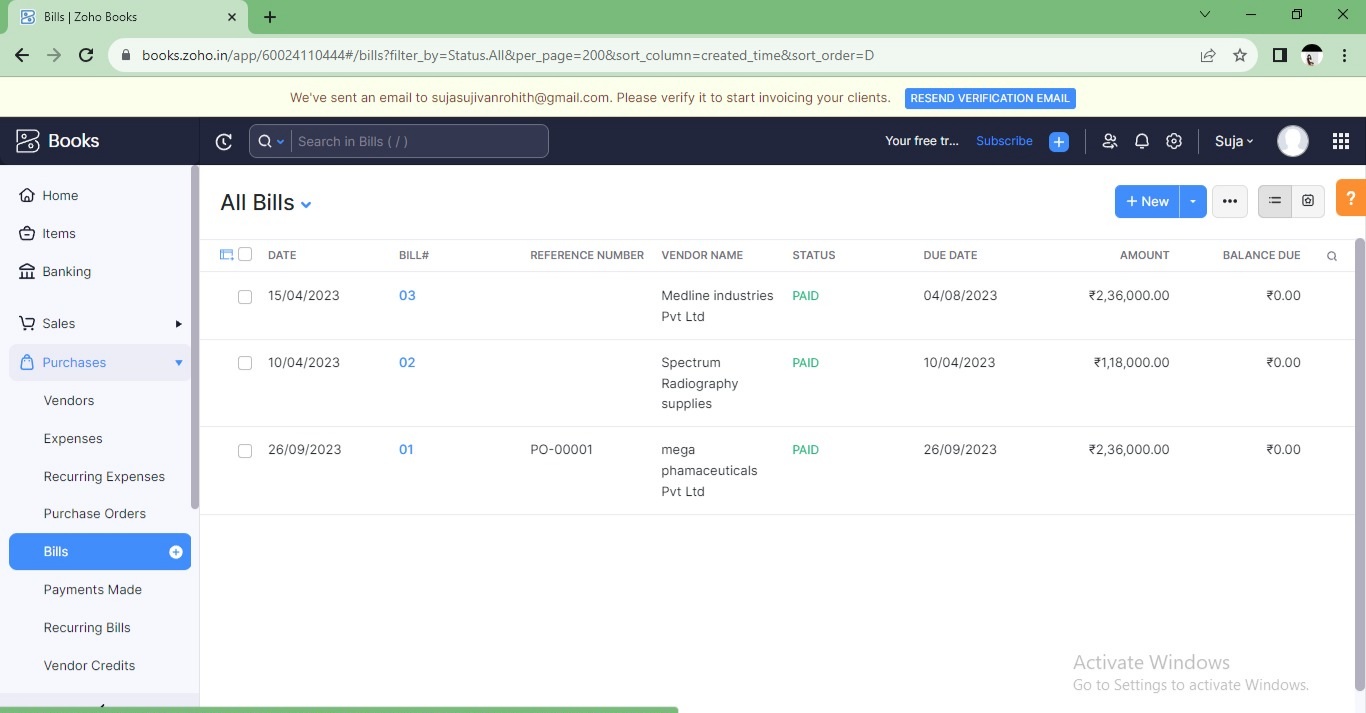 Bills | Zoho Books
books.zoho.in/app/60024110444#/bills?filter_by=Status.All&per_page=200&sort_column=created_time&sort_order=D
We've sent an email to sujasujivanrohith@gmail.com. Please verify it to start invoicing your clients. RESEND VERIFICATION EMAIL
Books
Search in Bills ( / )
Your free tr... Subscribe
Suja
Home
Items
Banking
Sales
Purchases
Vendors
Expenses
Recurring Expenses
Purchase Orders
Bills
Payments Made
Recurring Bills
Vendor Credits
All Bills
+ New
?
DATE BILL# REFERENCE NUMBER VENDOR NAME STATUS DUE DATE AMOUNT BALANCE DUE
15/04/2023 03 Medline industries PAID 04/08/2023 ₹2,36,000.00 ₹0.00
Pvt Ltd
10/04/2023 02 Spectrum PAID 10/04/2023 ₹1,18,000.00 ₹0.00
Radiography
supplies
26/09/2023 01 PO-00001 mega PAID 26/09/2023 ₹2,36,000.00 ₹0.00
phamaceuticals
Pvt Ltd
Activate Windows
Go to Settings to activate Windows.